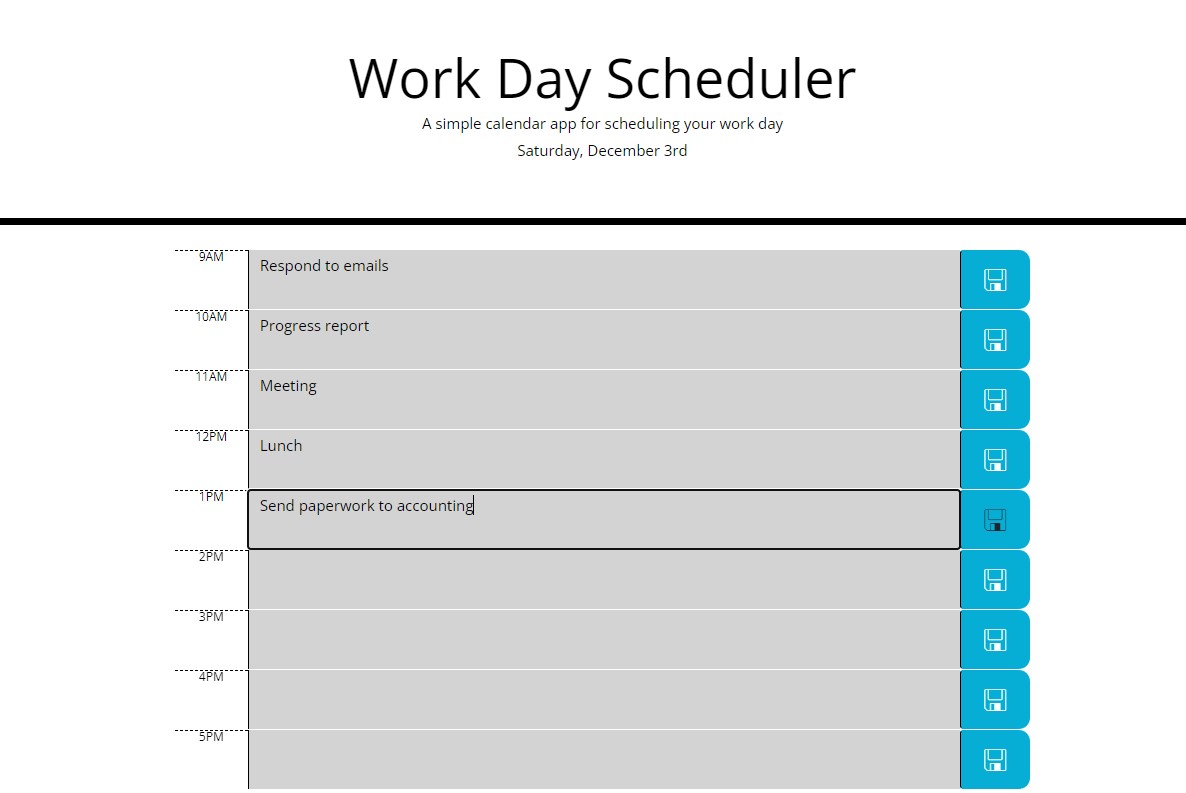 Work Day Scheduler
A simple calendar app for scheduling your work day
Saturday, December 3rd
9AM
Respond to emails
10AM
Progress report
11AM
Meeting
12PM
Lunch
1PM
Send paperwork to accounting
2PM
3PM
4PM
5PM